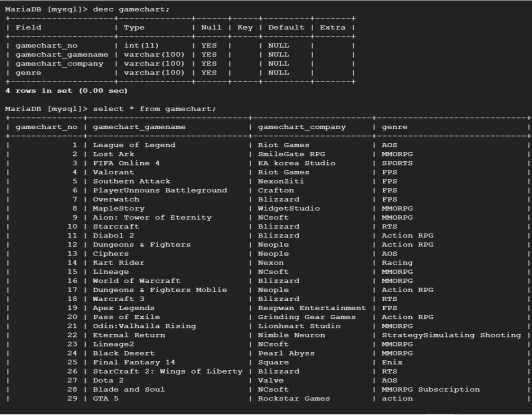 MariaDB [mysql]> desc gamechart;
+--------------------+--------------+------+-----+---------+-------+
| Field | Type | Null | Key | Default | Extra |
+--------------------+--------------+------+-----+---------+-------+
| gamechart_no | int(11) | YES | | NULL | |
| gamechart_gamename | varchar(100) | YES | | NULL | |
| gamechart_company | varchar(100) | YES | | NULL | |
| genre | varchar(100) | YES | | NULL | |
+--------------------+--------------+------+-----+---------+-------+
4 rows in set (0.00 sec)
MariaDB [mysql]> select * from gamechart;
+--------------+-------------------------------+-----------------------+------------------------------+
| gamechart_no | gamechart_gamename | gamechart_company | genre |
+--------------+-------------------------------+-----------------------+------------------------------+
| 1 | League of Legend | Riot Games | AOS |
| 2 | Lost Ark | SmileGate RPG | MMORPG |
| 3 | FIFA Online 4 | EA korea Studio | SPORTS |
| 4 | Valorant | Riot Games | FPS |
| 5 | Southern Attack | NexonZiti | FPS |
| 6 | PlayerUnnouns Battleground | Crafton | FPS |
| 7 | Overwatch | Blizzard | FPS |
| 8 | MapleStory | WidgetStudio | MMORPG |
| 9 | Aion: Tower of Eternity | NCsoft | MMORPG |
| 10 | Starcraft | Blizzard | RTS |
| 11 | Diabol 2 | Blizzard | Action RPG |
| 12 | Dungeons & Fighters | Neople | Action RPG |
| 13 | Ciphers | Neople | AOS |
| 14 | Kart Rider | Nexon | Racing |
| 15 | Lineage | NCsoft | MMORPG |
| 16 | World of Warcraft | Blizzard | MMORPG |
| 17 | Dungeons & Fighters Moblie | Neople | Action RPG |
| 18 | Warcraft 3 | Blizzard | RTS |
| 19 | Apex Legends | Respwan Entertainment | FPS |
| 20 | Pass of Exile | Grinding Gear Games | Action RPG |
| 21 | Odin:Valhalla Rising | Lionheart Studio | MMORPG |
| 22 | Eternal Return | Nimble Neuron | StrategySimulating Shooting |
| 23 | Lineage2 | NCsoft | MMORPG |
| 24 | Black Desert | Pearl Abyss | MMORPG |
| 25 | Final Fantasy 14 | Square | Enix |
| 26 | StarCraft 2: Wings of Liberty | Blizzard | RTS |
| 27 | Dota 2 | Valve | AOS |
| 28 | Blade and Soul | NCsoft | MMORPG Subscription |
| 29 | GTA 5 | Rockstar Games | action |